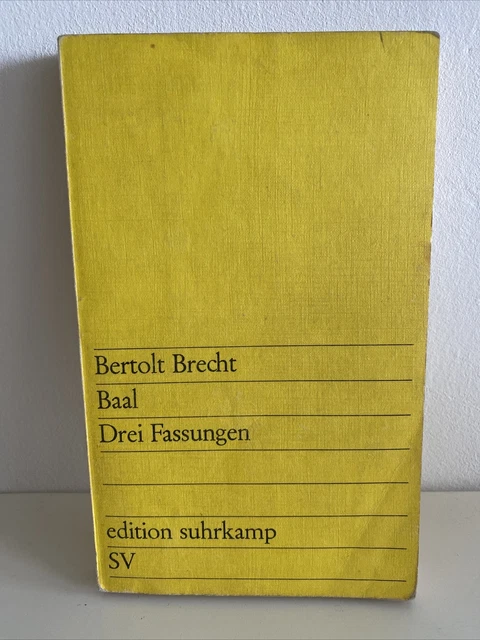 Bertolt Brecht
Baal
Drei Fassungen
edition suhrkamp
SV